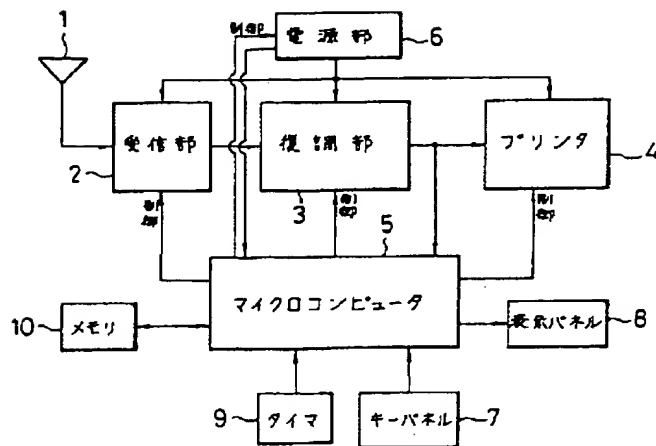 1
制御
電源部
6
受信部
2
復調部
3
プリンタ
4
制御
制御
制御
5
マイクロコンピュータ
10
メモリ
表示パネル
8
9
タイマ
キーパネル
7